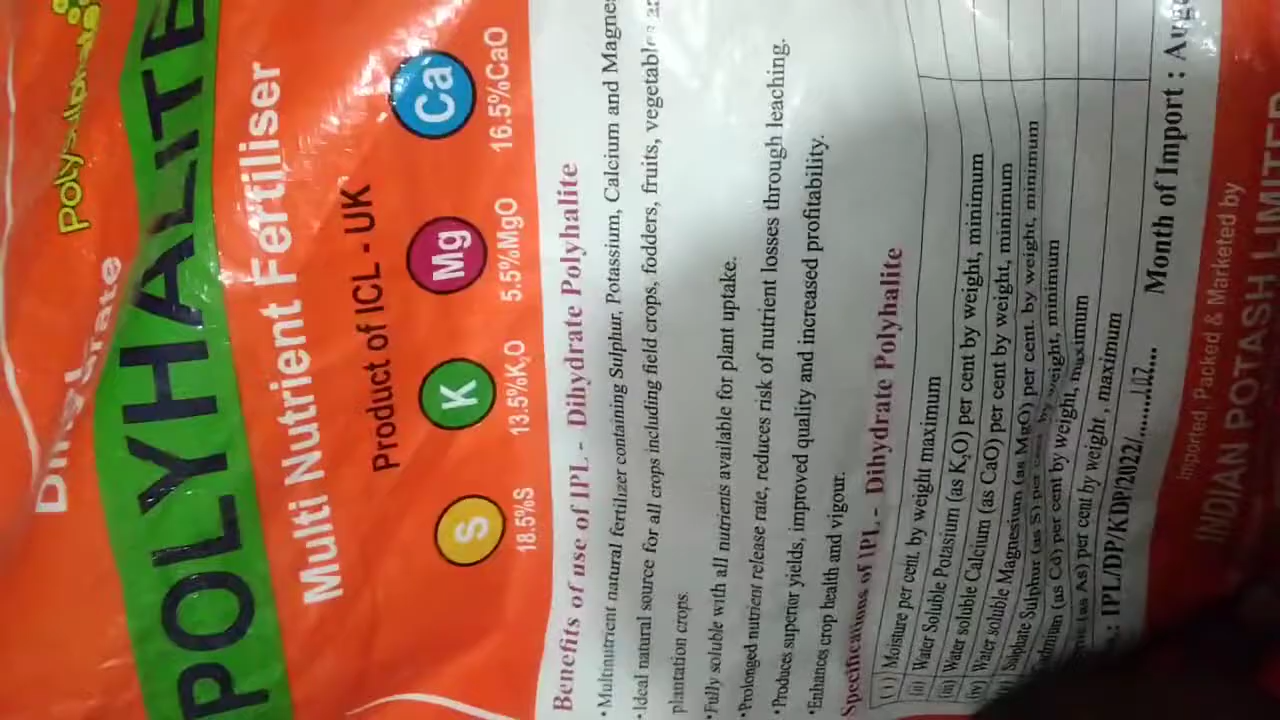 Polysulphate
Dihydrate
POLYHALITE
Multi Nutrient Fertiliser
Product of ICL - UK
S K Mg Ca
18.5%S 13.5%K₂O 5.5%MgO 16.5%CaO
Benefits of use of IPL - Dihydrate Polyhalite
•Multinutrient natural fertilizer containing Sulphur, Potassium, Calcium and
•Ideal natural source for all crops including field crops, fodders, fruits, vegetables
plantation crops.
•Fully soluble with all nutrients available for plant uptake.
•Prolonged nutrient release rate, reduces risk of nutrient losses through leaching.
•Produces superior yields, improved quality and increased profitability.
•Enhances crop health and vigour.
Specifications of IPL - Dihydrate Polyhalite
(i) Moisture per cent. by weight maximum
(ii) Water Soluble Potasium (as K₂O) per cent by weight, minimum
(iii) Water soluble Calcium (as CaO) per cent by weight, minimum
(iv) Water soluble Magnesium (as MgO) per cent. by weight, minimum
Sulphate Sulphur (as S) per by weight, minimum
(as Cd) per cent by weight, maximum
(as As) per cent by weight , maximum
IPL/DP/KDP/2022/ 102 Month of Import :
Imported, Packed & Marketed by
INDIAN POTASH LIMITED